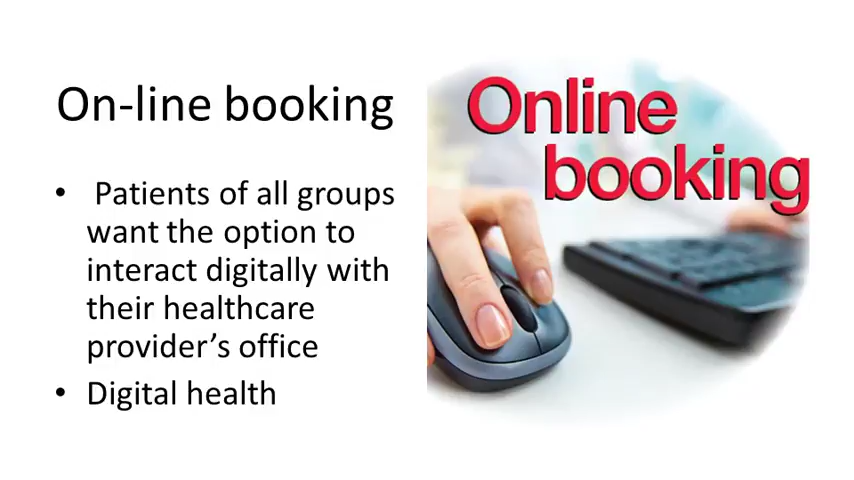 On-line booking
• Patients of all groups
want the option to
interact digitally with
their healthcare
provider’s office
• Digital health
Online
booking